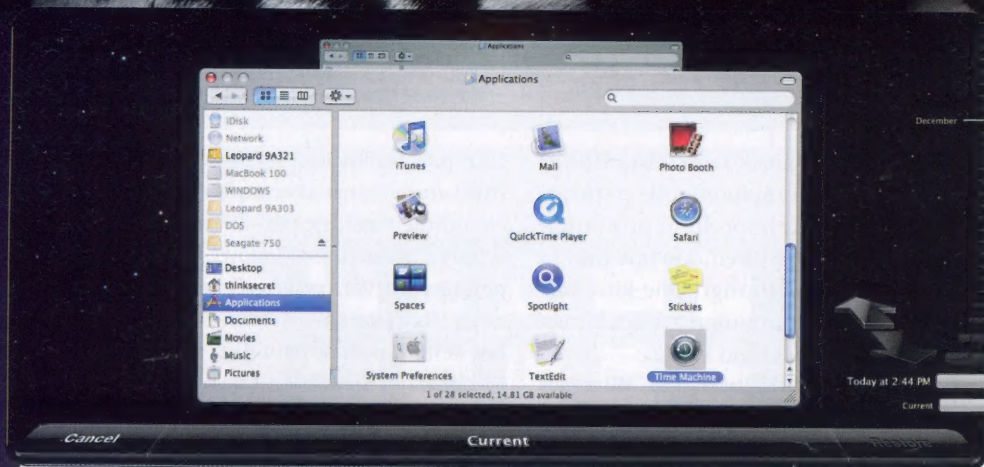 Applications
Applications
December
iDisk
Network
Leopard 9A321
MacBook 100
WINDOWS
Leopard 9A303
DOS
Seagate 750
Desktop
thinksecret
Applications
Documents
Movies
Music
Pictures
iTunes
Mail
Photo Booth
Preview
QuickTime Player
Safari
Spaces
Spotlight
Stickies
System Preferences
TextEdit
Time Machine
1 of 28 selected, 14.81 GB available
Today at 2:44 PM
Current
Cancel
Current
Restore